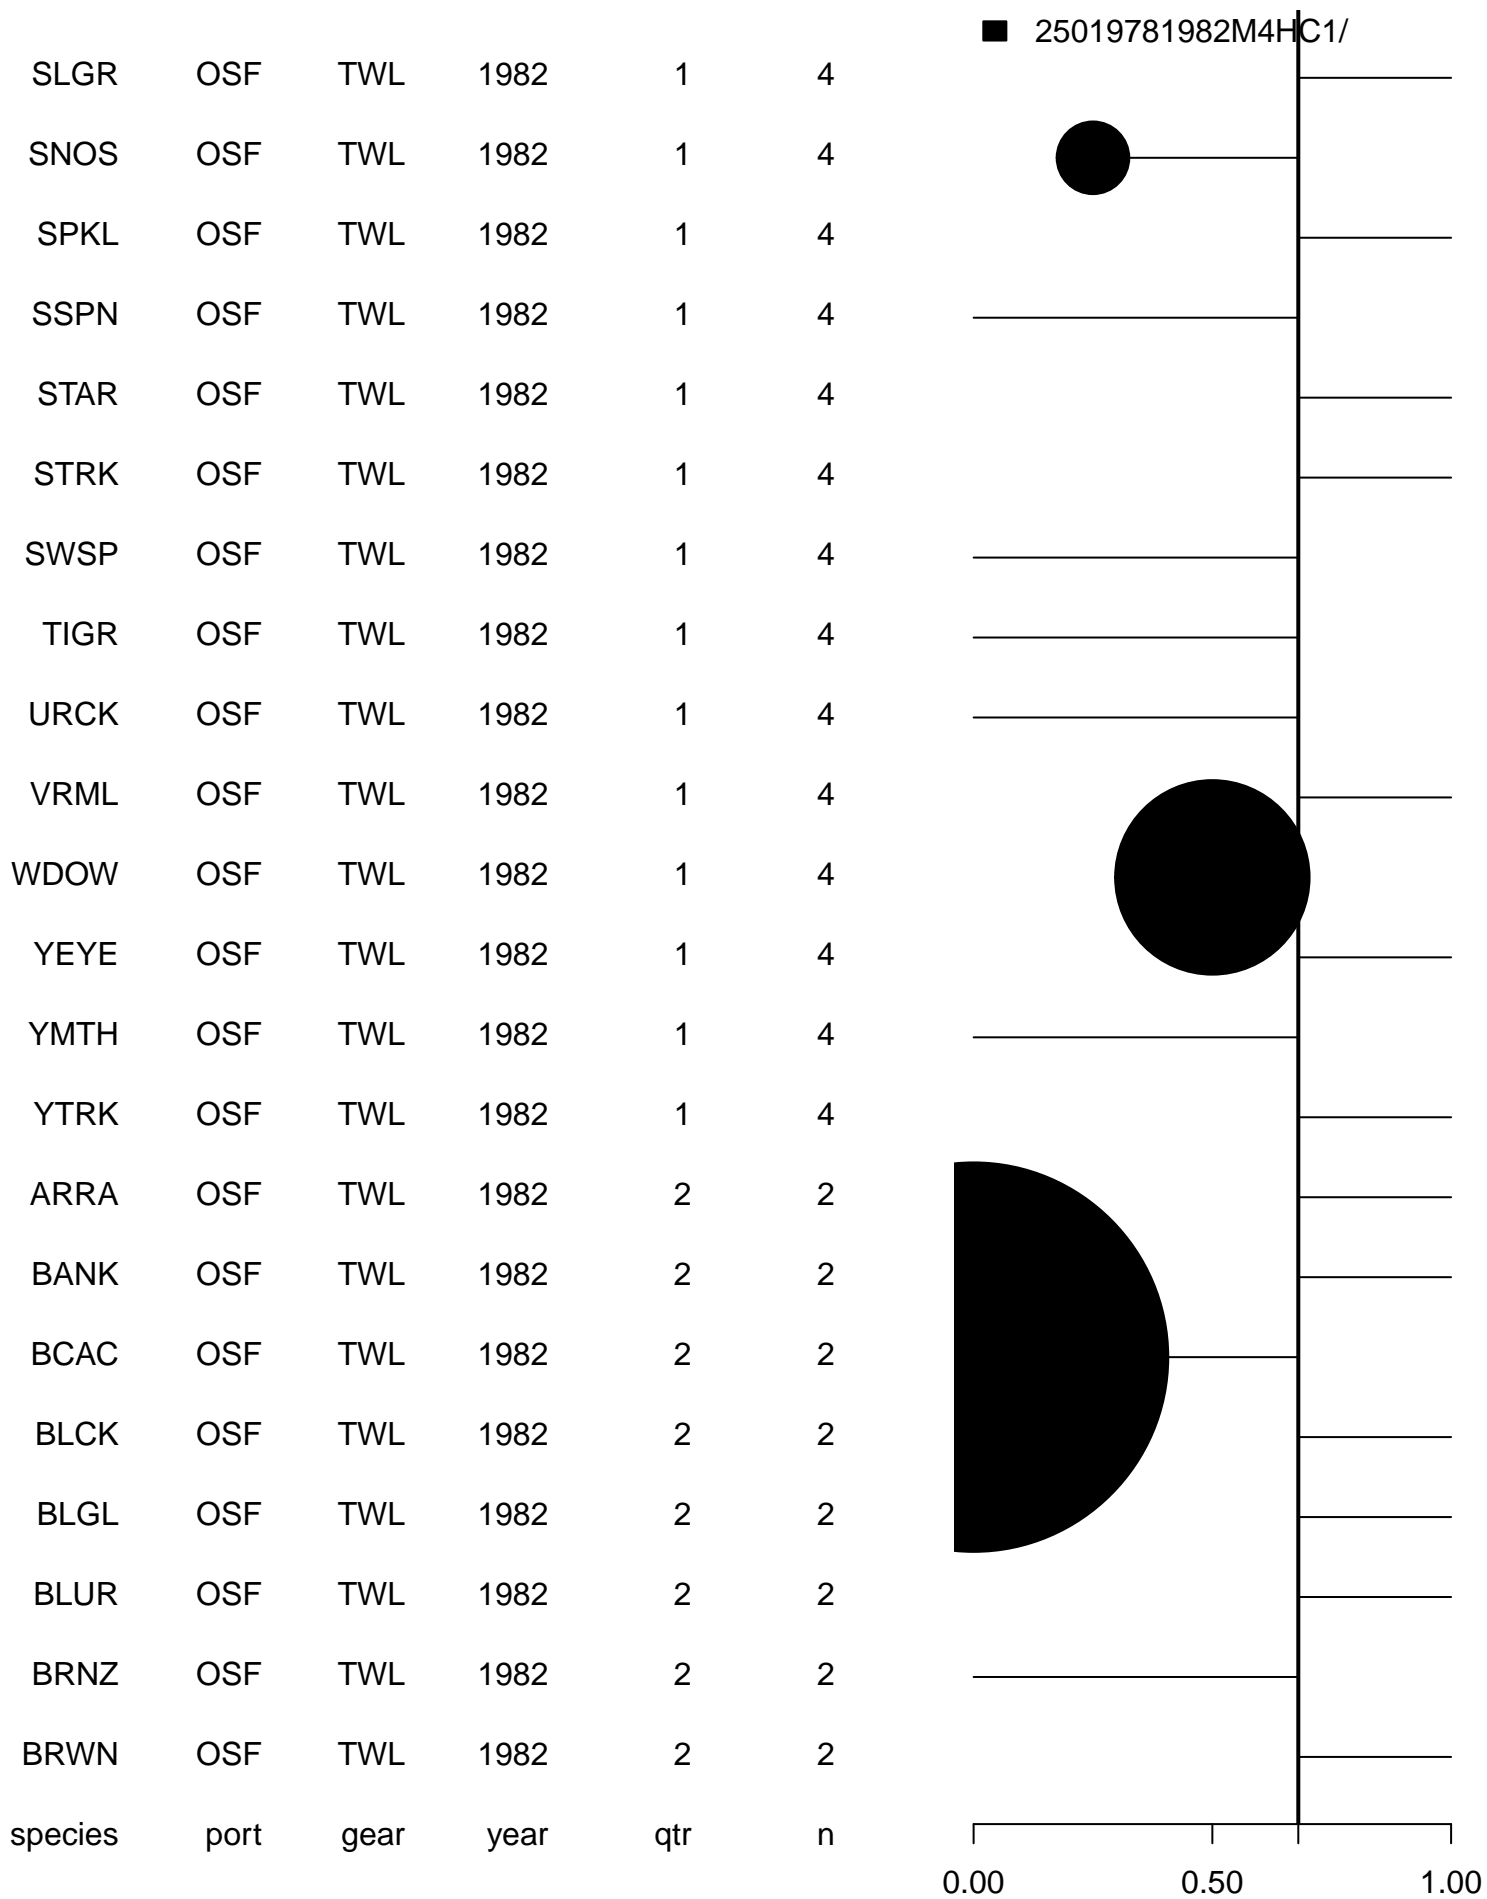 25019781982M4HC1/
SLGR OSF TWL 1982 1 4
SNOS OSF TWL 1982 1 4
SPKL OSF TWL 1982 1 4
SSPN OSF TWL 1982 1 4
STAR OSF TWL 1982 1 4
STRK OSF TWL 1982 1 4
SWSP OSF TWL 1982 1 4
TIGR OSF TWL 1982 1 4
URCK OSF TWL 1982 1 4
VRML OSF TWL 1982 1 4
WDOW OSF TWL 1982 1 4
YEYE OSF TWL 1982 1 4
YMTH OSF TWL 1982 1 4
YTRK OSF TWL 1982 1 4
ARRA OSF TWL 1982 2 2
BANK OSF TWL 1982 2 2
BCAC OSF TWL 1982 2 2
BLCK OSF TWL 1982 2 2
BLGL OSF TWL 1982 2 2
BLUR OSF TWL 1982 2 2
BRNZ OSF TWL 1982 2 2
BRWN OSF TWL 1982 2 2
species port gear year qtr n
0.00 0.50 1.00